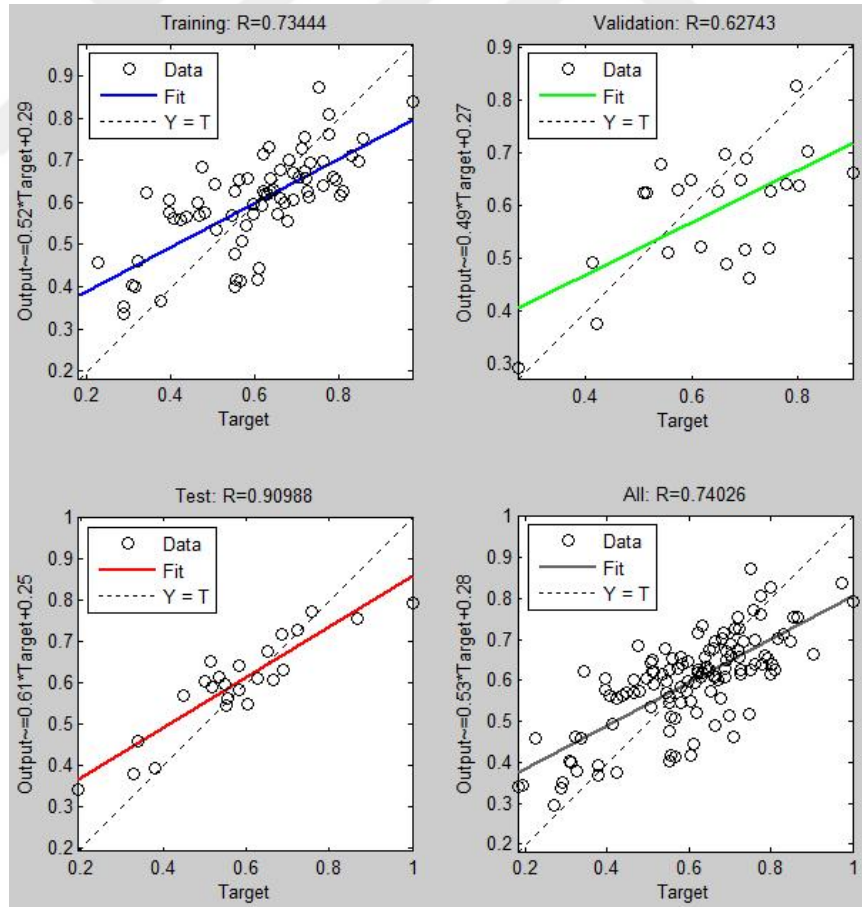 Training: R=0.73444
Output~=0.52*Target+0.29
Data
Fit
Y = T
0.9
0.8
0.7
0.6
0.5
0.4
0.3
0.2
0.2 0.4 0.6 0.8
Target
Validation: R=0.62743
Output~=0.49*Target+0.27
Data
Fit
Y = T
0.9
0.8
0.7
0.6
0.5
0.4
0.3
0.4 0.6 0.8
Target
Test: R=0.90988
Output~=0.61*Target+0.25
Data
Fit
Y = T
1
0.9
0.8
0.7
0.6
0.5
0.4
0.3
0.2
0.2 0.4 0.6 0.8 1
Target
All: R=0.74026
Output~=0.53*Target+0.28
Data
Fit
Y = T
1
0.9
0.8
0.7
0.6
0.5
0.4
0.3
0.2
0.2 0.4 0.6 0.8 1
Target